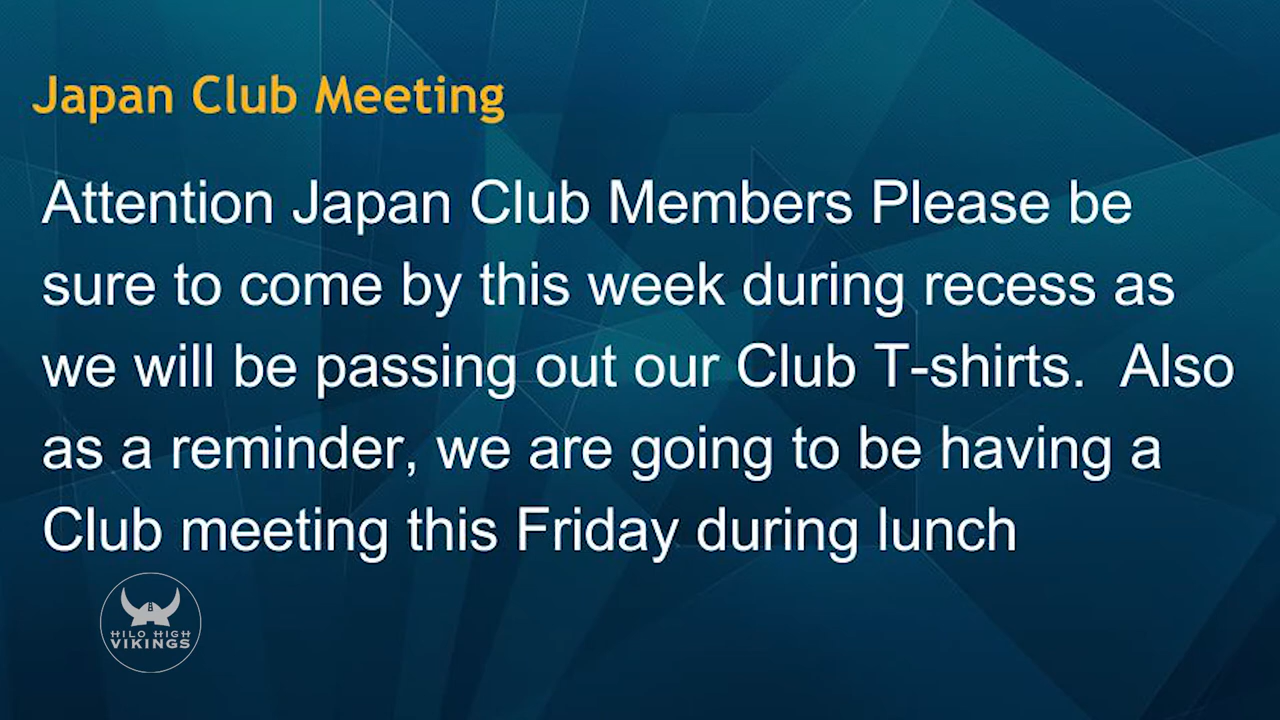 Japan Club Meeting
Attention Japan Club Members Please be
sure to come by this week during recess as
we will be passing out our Club T-shirts.  Also
as a reminder, we are going to be having a
Club meeting this Friday during lunch
HILO HIGH
VIKINGS